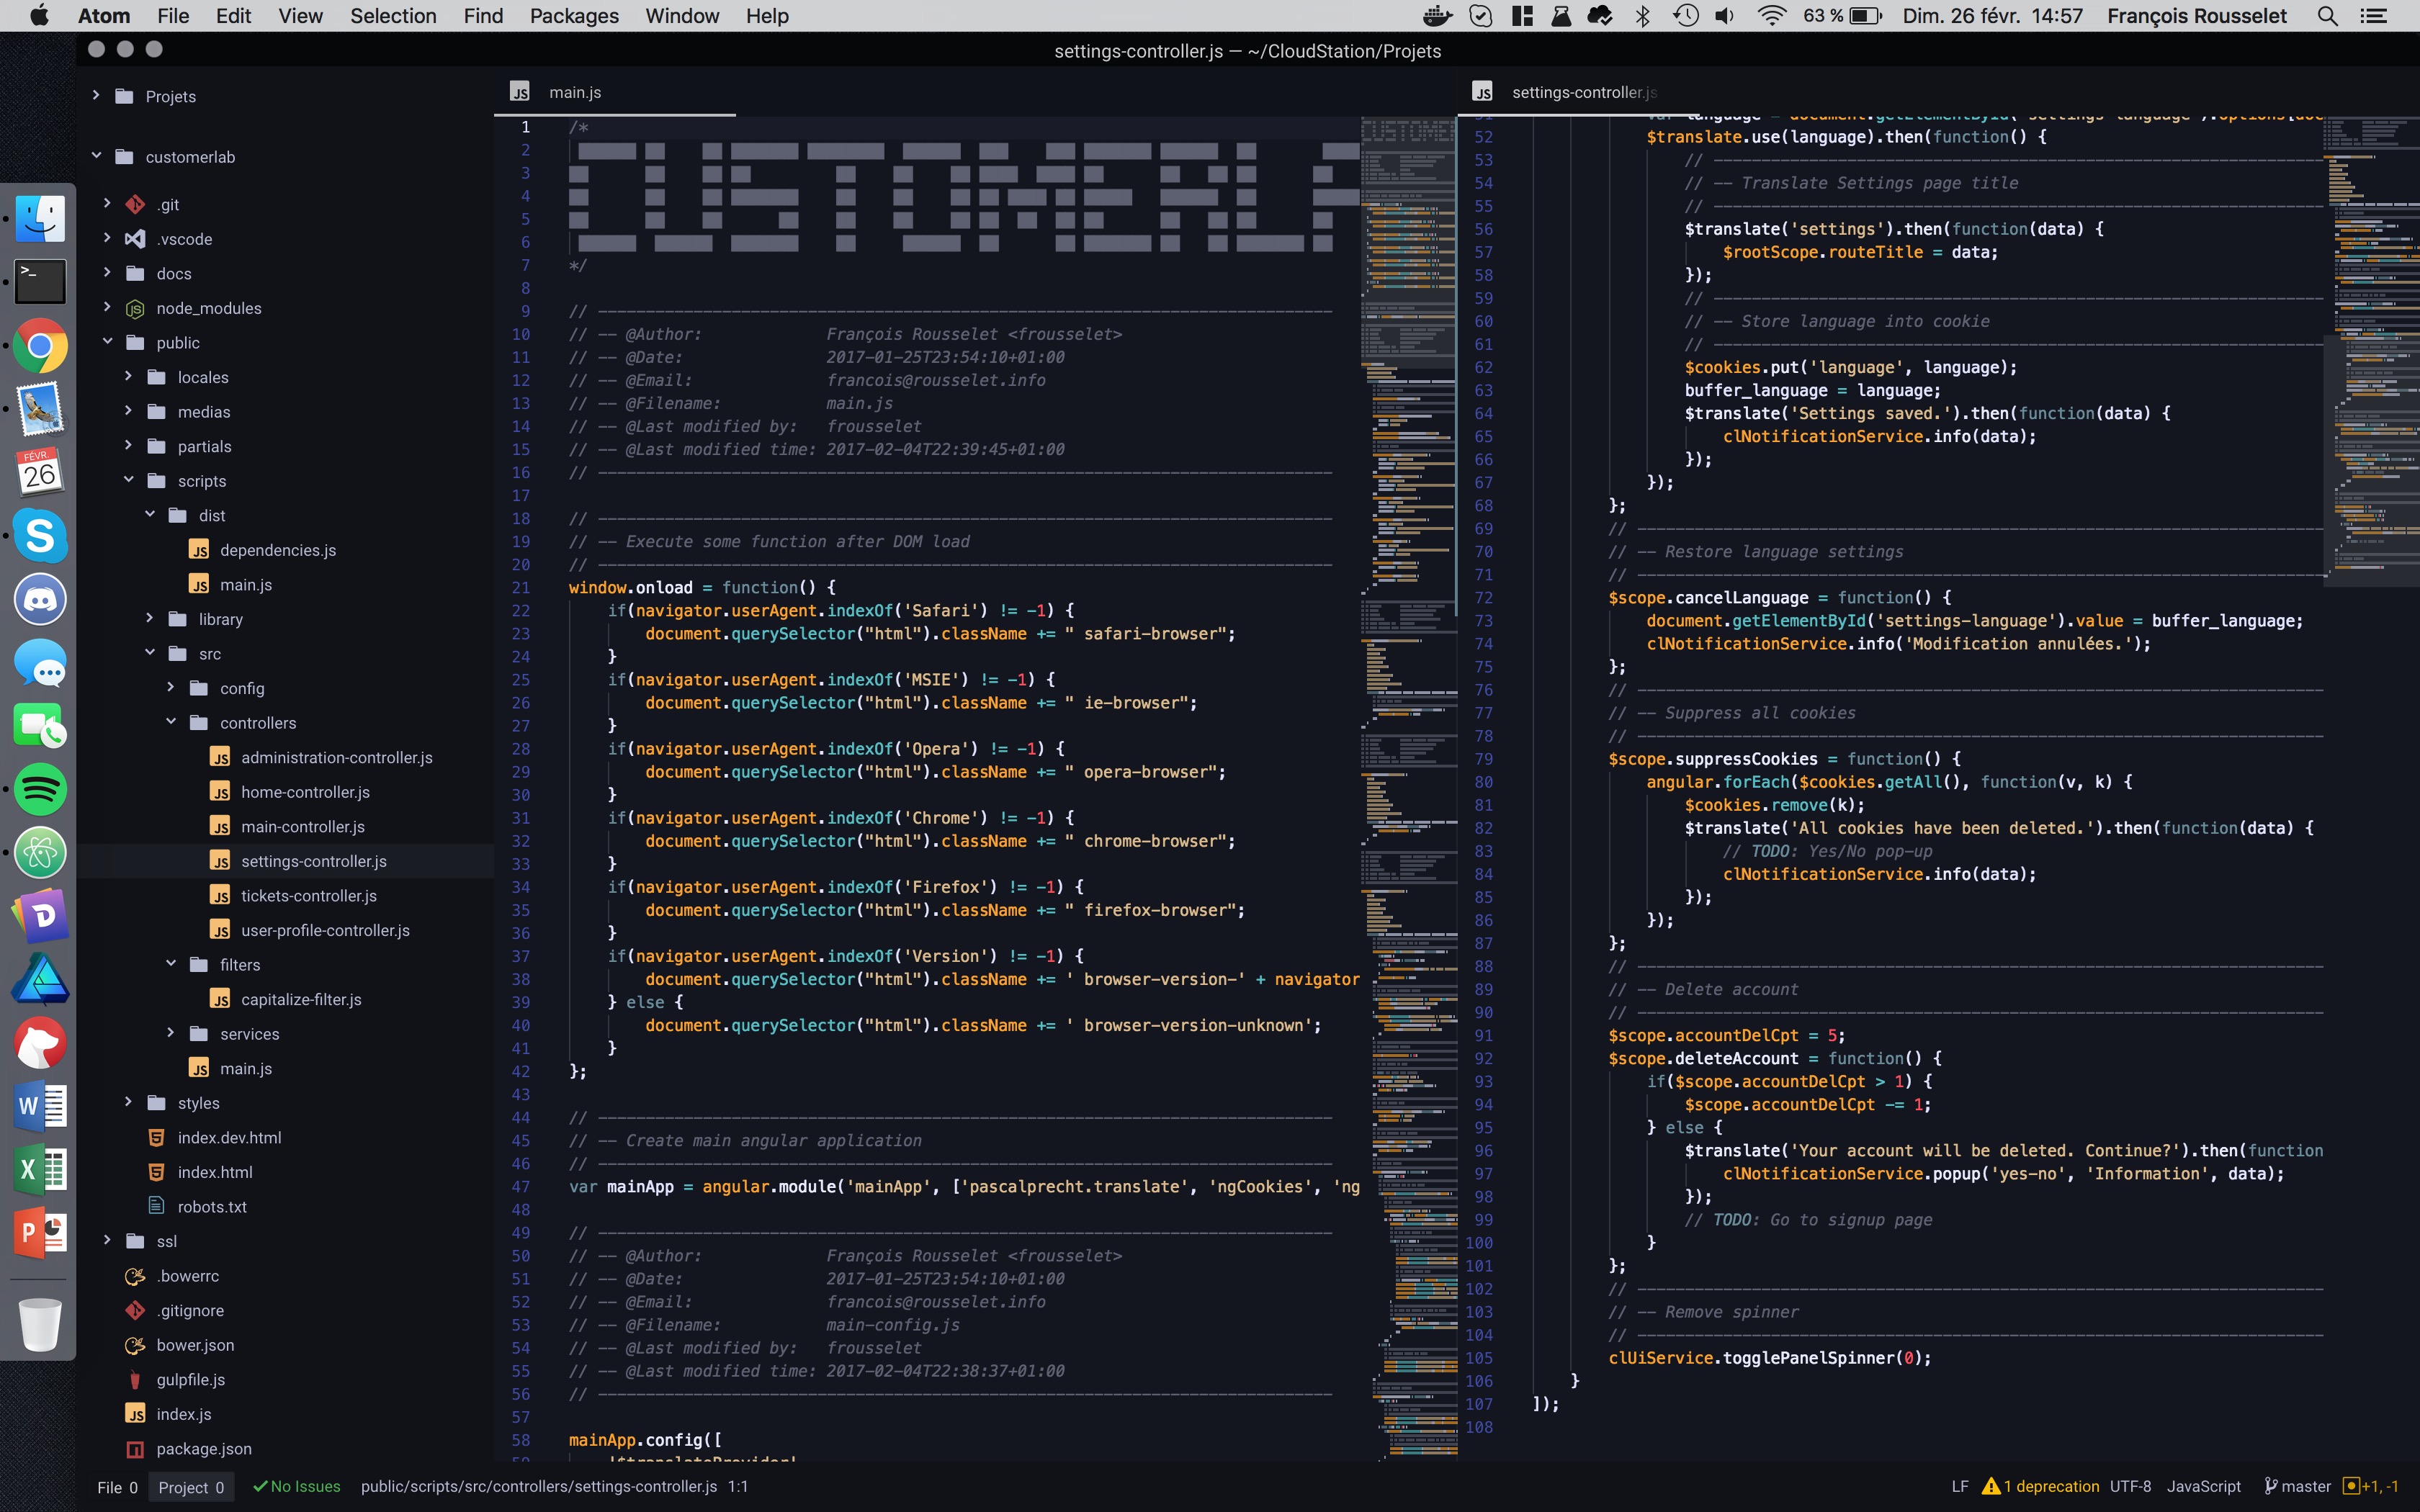 Atom File Edit View Selection Find Packages Window Help
63 % Dim. 26 févr. 14:57 François Rousselet
settings-controller.js — ~/CloudStation/Projets
Projets
customerlab
.git
.vscode
docs
node_modules
public
locales
medias
partials
scripts
dist
dependencies.js
main.js
library
src
config
controllers
administration-controller.js
home-controller.js
main-controller.js
settings-controller.js
tickets-controller.js
user-profile-controller.js
filters
capitalize-filter.js
services
main.js
styles
index.dev.html
index.html
robots.txt
ssl
.bowerrc
.gitignore
bower.json
gulpfile.js
index.js
package.json
FÉVR.
26
main.js
1 /*
2
3
4
5
6
7 */
8
9 // ─────────────────────────
10 // —— @Author: François Rousselet <frousselet>
11 // —— @Date: 2017-01-25T23:54:10+01:00
12 // —— @Email: francois@rousselet.info
13 // —— @Filename: main.js
14 // —— @Last modified by: frousselet
15 // —— @Last modified time: 2017-02-04T22:39:45+01:00
16 // ─────────────────────────
17
18 // ─────────────────────────
19 // —— Execute some function after DOM load
20 // ─────────────────────────
21 window.onload = function() {
22 if(navigator.userAgent.indexOf('Safari') != -1) {
23 document.querySelector("html").className += " safari-browser";
24 }
25 if(navigator.userAgent.indexOf('MSIE') != -1) {
26 document.querySelector("html").className += " ie-browser";
27 }
28 if(navigator.userAgent.indexOf('Opera') != -1) {
29 document.querySelector("html").className += " opera-browser";
30 }
31 if(navigator.userAgent.indexOf('Chrome') != -1) {
32 document.querySelector("html").className += " chrome-browser";
33 }
34 if(navigator.userAgent.indexOf('Firefox') != -1) {
35 document.querySelector("html").className += " firefox-browser";
36 }
37 if(navigator.userAgent.indexOf('Version') != -1) {
38 document.querySelector("html").className += ' browser-version-' + navigator
39 } else {
40 document.querySelector("html").className += ' browser-version-unknown';
41 }
42 };
43
44 // ─────────────────────────
45 // —— Create main angular application
46 // ─────────────────────────
47 var mainApp = angular.module('mainApp', ['pascalprecht.translate', 'ngCookies', 'ng
48
49 // ─────────────────────────
50 // —— @Author: François Rousselet <frousselet>
51 // —— @Date: 2017-01-25T23:54:10+01:00
52 // —— @Email: francois@rousselet.info
53 // —— @Filename: main-config.js
54 // —— @Last modified by: frousselet
55 // —— @Last modified time: 2017-02-04T22:38:37+01:00
56 // ─────────────────────────
57
58 mainApp.config([
settings-controller.js
52 $translate.use(language).then(function() {
53 // ─────────────────────────
54 // —— Translate Settings page title
55 // ─────────────────────────
56 $translate('settings').then(function(data) {
57 $rootScope.routeTitle = data;
58 });
59 // ─────────────────────────
60 // —— Store language into cookie
61 // ─────────────────────────
62 $cookies.put('language', language);
63 buffer_language = language;
64 $translate('Settings saved.').then(function(data) {
65 clNotificationService.info(data);
66 });
67 });
68 };
69 // ─────────────────────────
70 // —— Restore language settings
71 // ─────────────────────────
72 $scope.cancelLanguage = function() {
73 document.getElementById('settings-language').value = buffer_language;
74 clNotificationService.info('Modification annulées.');
75 };
76 // ─────────────────────────
77 // —— Suppress all cookies
78 // ─────────────────────────
79 $scope.suppressCookies = function() {
80 angular.forEach($cookies.getAll(), function(v, k) {
81 $cookies.remove(k);
82 $translate('All cookies have been deleted.').then(function(data) {
83 // TODO: Yes/No pop-up
84 clNotificationService.info(data);
85 });
86 });
87 };
88 // ─────────────────────────
89 // —— Delete account
90 // ─────────────────────────
91 $scope.accountDelCpt = 5;
92 $scope.deleteAccount = function() {
93 if($scope.accountDelCpt > 1) {
94 $scope.accountDelCpt -= 1;
95 } else {
96 $translate('Your account will be deleted. Continue?').then(function
97 clNotificationService.popup('yes-no', 'Information', data);
98 });
99 // TODO: Go to signup page
100 }
101 };
102 // ─────────────────────────
103 // —— Remove spinner
104 // ─────────────────────────
105 clUiService.togglePanelSpinner(0);
106 }
107 ]);
108
File 0 Project 0 No Issues public/scripts/src/controllers/settings-controller.js 1:1
LF 1 deprecation UTF-8 JavaScript master +1, -1